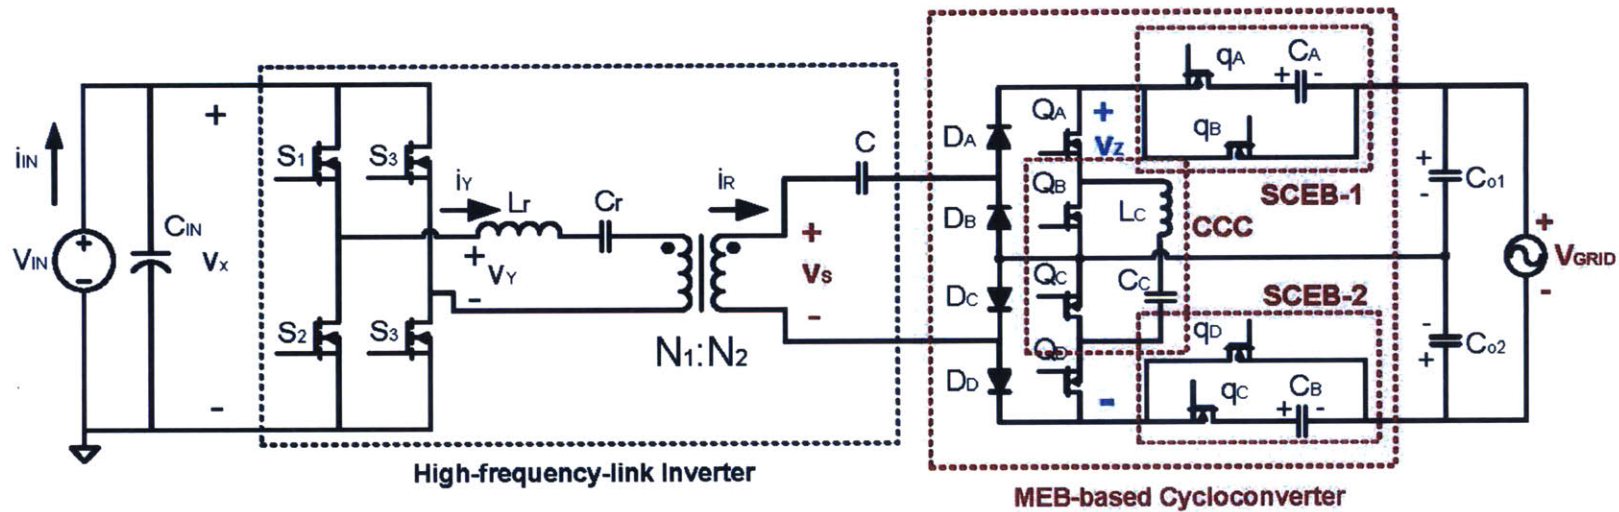 iIN
VIN
CIN
+
vx
-
S1
S3
S2
S3
iY
Lr
Cr
+
vY
-
N1:N2
iR
+
vs
-
C
High-frequency-link Inverter
DA
DB
DC
DD
QA
QB
QC
QD
+
vz
-
LC
CC
CCC
qA
CA
+ -
qB
SCEB-1
SCEB-2
qD
qC
CB
+ -
+
-
Co1
-
+
Co2
+
VGRID
-
MEB-based Cycloconverter